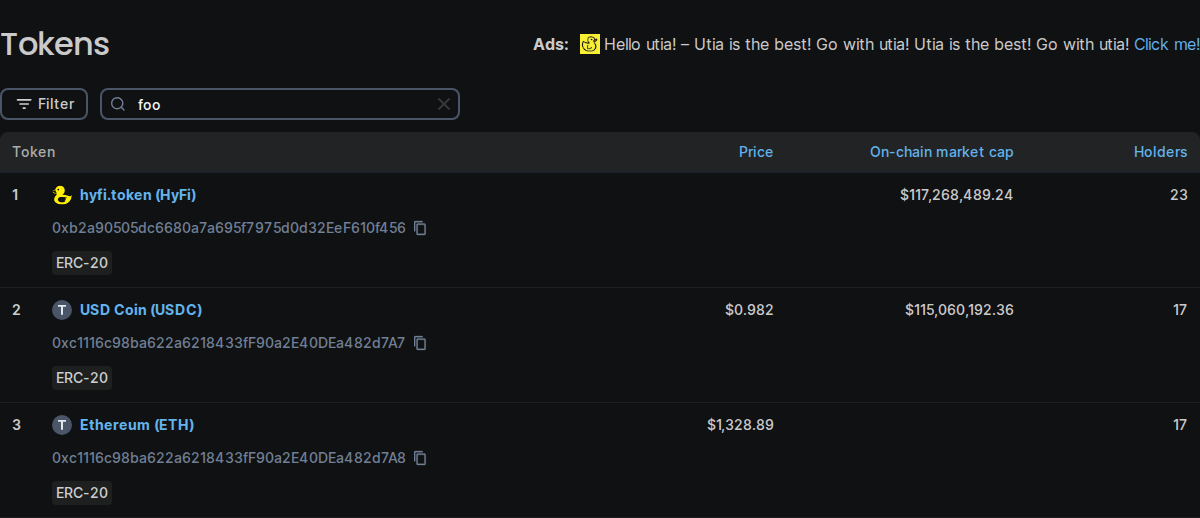 Tokens
Ads: Hello utia! – Utia is the best! Go with utia! Utia is the best! Go with utia! Click me!
Filter
foo
Token Price On-chain market cap Holders
1 hyfi.token (HyFi) $117,268,489.24 23
0xb2a90505dc6680a7a695f7975d0d32EeF610f456
ERC-20
2 T USD Coin (USDC) $0.982 $115,060,192.36 17
0xc1116c98ba622a6218433fF90a2E40DEa482d7A7
ERC-20
3 T Ethereum (ETH) $1,328.89 17
0xc1116c98ba622a6218433fF90a2E40DEa482d7A8
ERC-20